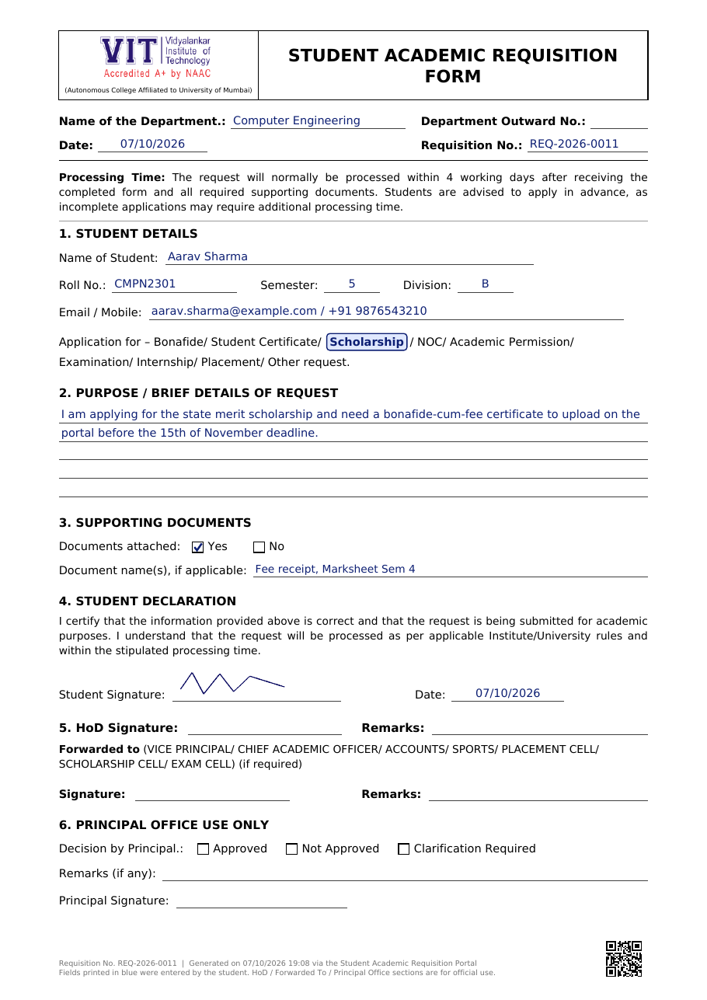 VIT Vidyalankar
Institute of
Technology
Accredited A+ by NAAC
(Autonomous College Affiliated to University of Mumbai)
STUDENT ACADEMIC REQUISITION
FORM
Name of the Department.: Computer Engineering Department Outward No.:
Date: 07/10/2026 Requisition No.: REQ-2026-0011
Processing Time: The request will normally be processed within 4 working days after receiving the
completed form and all required supporting documents. Students are advised to apply in advance, as
incomplete applications may require additional processing time.
1. STUDENT DETAILS
Name of Student: Aarav Sharma
Roll No.: CMPN2301 Semester: 5 Division: B
Email / Mobile: aarav.sharma@example.com / +91 9876543210
Application for – Bonafide/ Student Certificate/ Scholarship / NOC/ Academic Permission/
Examination/ Internship/ Placement/ Other request.
2. PURPOSE / BRIEF DETAILS OF REQUEST
I am applying for the state merit scholarship and need a bonafide-cum-fee certificate to upload on the
portal before the 15th of November deadline.
3. SUPPORTING DOCUMENTS
Documents attached: Yes No
Document name(s), if applicable: Fee receipt, Marksheet Sem 4
4. STUDENT DECLARATION
I certify that the information provided above is correct and that the request is being submitted for academic
purposes. I understand that the request will be processed as per applicable Institute/University rules and
within the stipulated processing time.
Student Signature: Date: 07/10/2026
5. HoD Signature: Remarks:
Forwarded to (VICE PRINCIPAL/ CHIEF ACADEMIC OFFICER/ ACCOUNTS/ SPORTS/ PLACEMENT CELL/
SCHOLARSHIP CELL/ EXAM CELL) (if required)
Signature: Remarks:
6. PRINCIPAL OFFICE USE ONLY
Decision by Principal.: Approved Not Approved Clarification Required
Remarks (if any):
Principal Signature:
Requisition No. REQ-2026-0011 | Generated on 07/10/2026 19:08 via the Student Academic Requisition Portal
Fields printed in blue were entered by the student. HoD / Forwarded To / Principal Office sections are for official use.